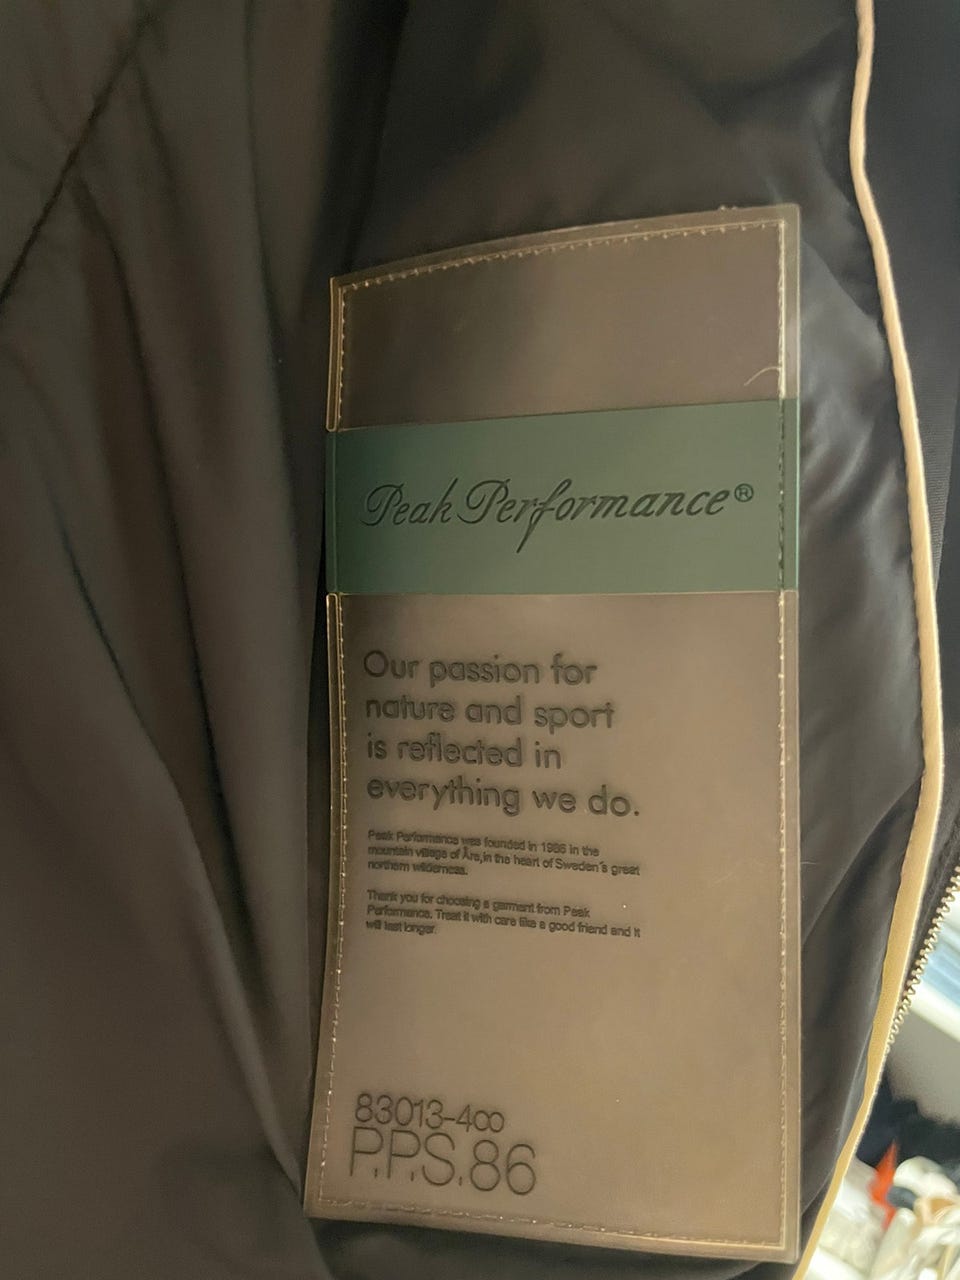 Peak Performance®
Our passion for
nature and sport
is reflected in
everything we do.
Peak Performance was founded in 1986 in the
mountain village of Åre,in the heart of Sweden´s great
northern wilderness.
Thank you for choosing a garment from Peak
Performance. Treat it with care like a good friend and it
will last longer.
83013-400
P.P.S.86